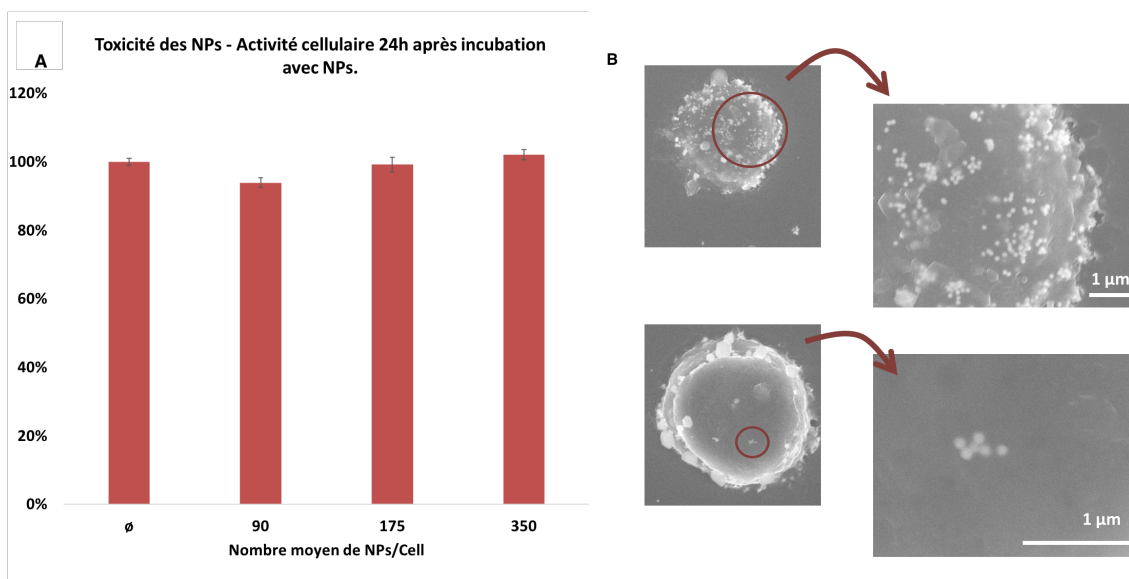 A
Toxicité des NPs - Activité cellulaire 24h après incubation
avec NPs.
120%
100%
80%
60%
40%
20%
0%
ø 90 175 350
Nombre moyen de NPs/Cell
B
1 µm
1 µm